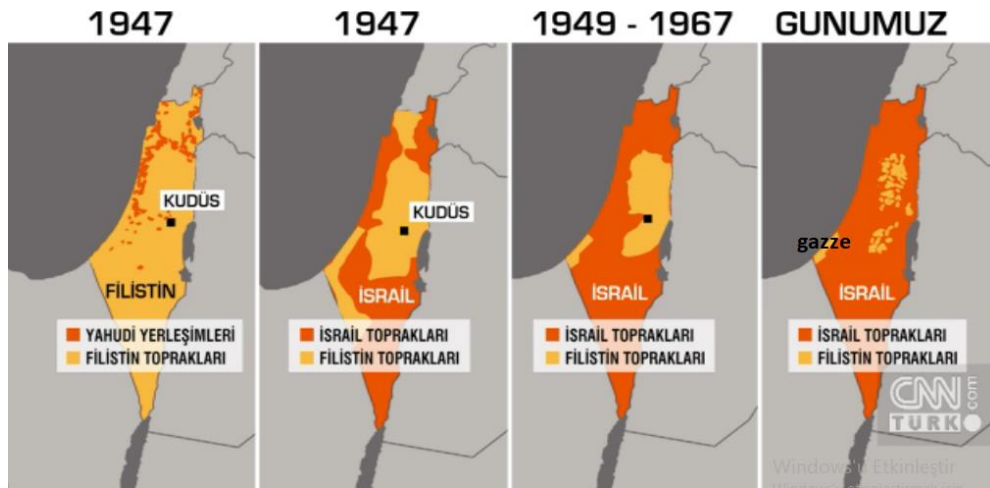 1947
KUDÜS
FİLİSTİN
YAHUDİ YERLEŞİMLERİ
FİLİSTİN TOPRAKLARI
1947
KUDÜS
İSRAİL
İSRAİL TOPRAKLARI
FİLİSTİN TOPRAKLARI
1949 - 1967
İSRAİL
İSRAİL TOPRAKLARI
FİLİSTİN TOPRAKLARI
GUNUMUZ
gazze
İSRAİL
İSRAİL TOPRAKLARI
FİLİSTİN TOPRAKLARI
CNN
TURK
.com
Windows'u Etkinleştir